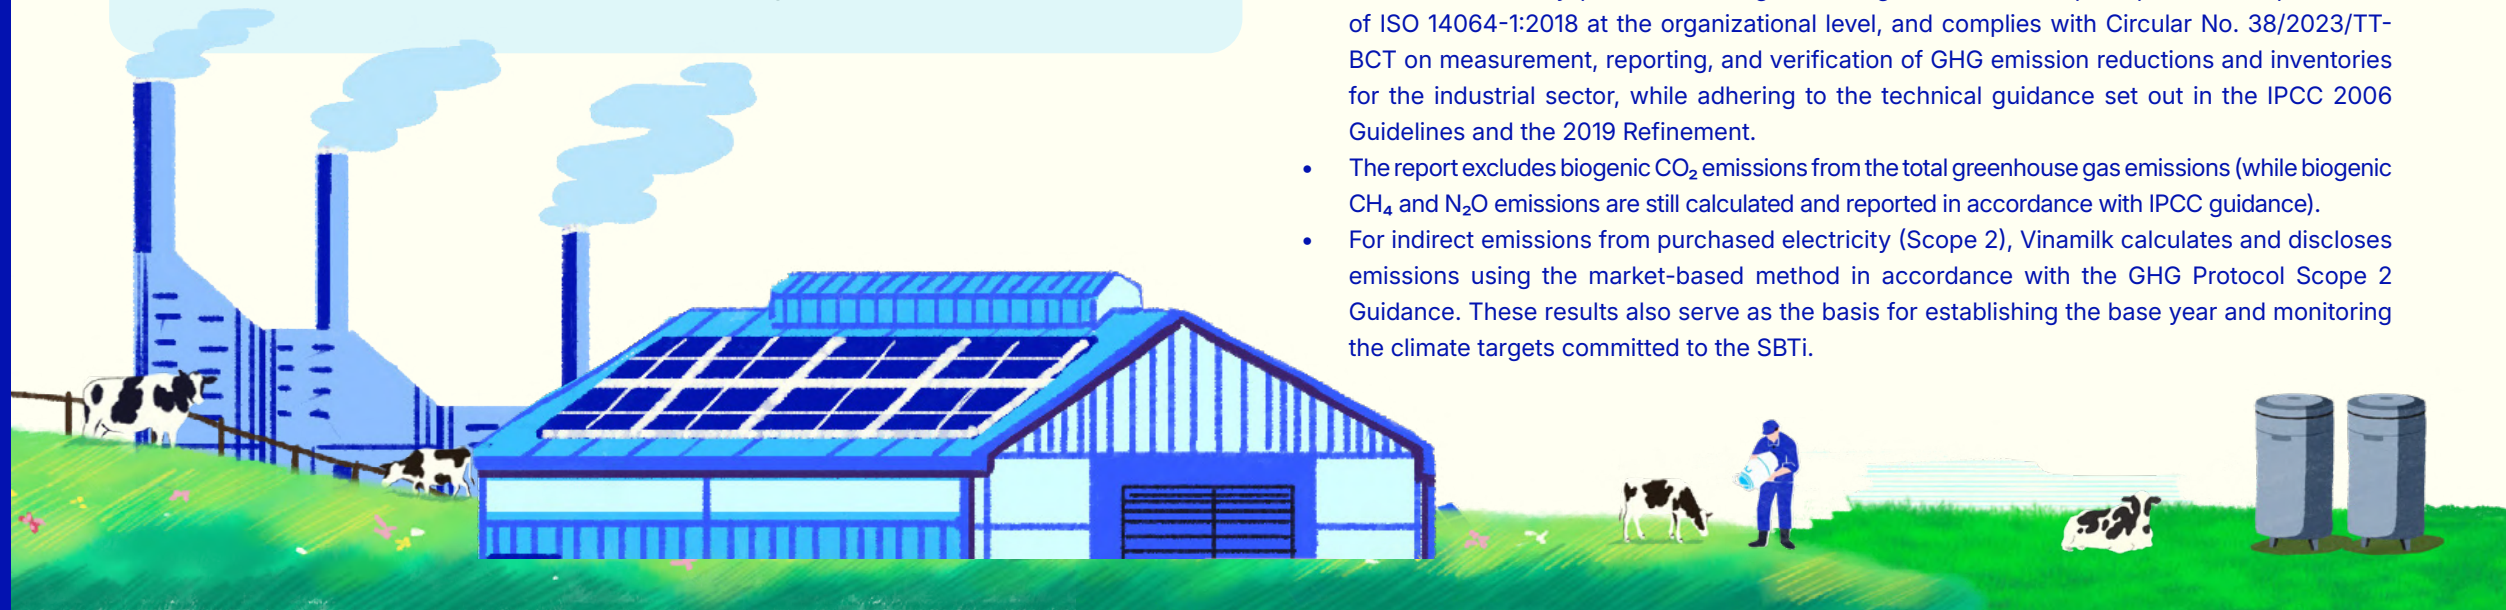 of ISO 14064-1:2018 at the organizational level, and complies with Circular No. 38/2023/TT-
BCT on measurement, reporting, and verification of GHG emission reductions and inventories
for the industrial sector, while adhering to the technical guidance set out in the IPCC 2006
Guidelines and the 2019 Refinement.
• The report excludes biogenic CO₂ emissions from the total greenhouse gas emissions (while biogenic
CH₄ and N₂O emissions are still calculated and reported in accordance with IPCC guidance).
• For indirect emissions from purchased electricity (Scope 2), Vinamilk calculates and discloses
emissions using the market-based method in accordance with the GHG Protocol Scope 2
Guidance. These results also serve as the basis for establishing the base year and monitoring
the climate targets committed to the SBTi.